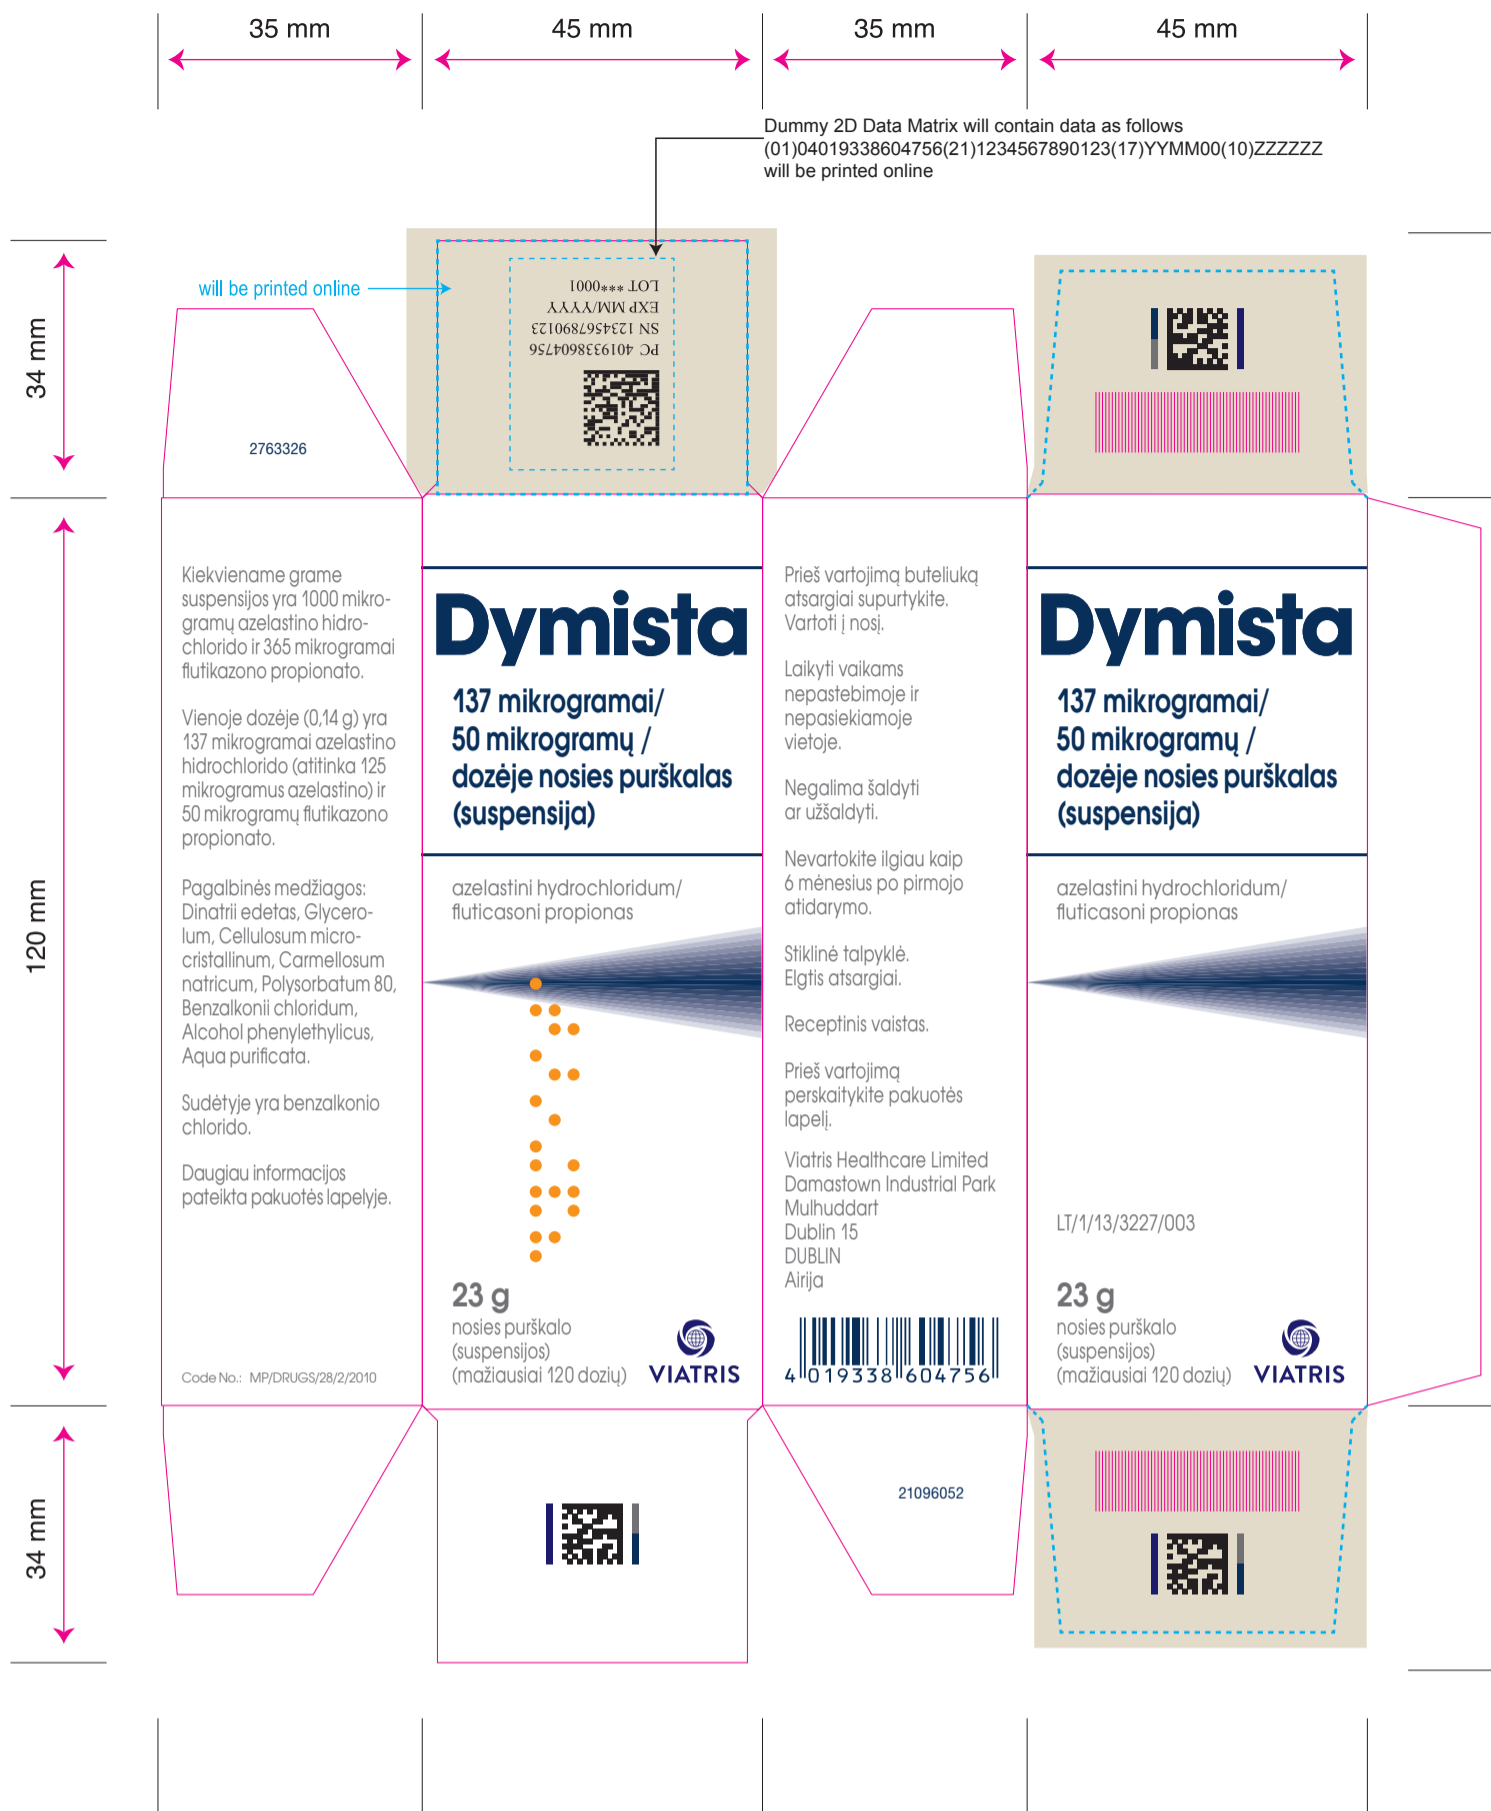 35 mm
45 mm
35 mm
45 mm
Dummy 2D Data Matrix will contain data as follows
(01)04019338604756(21)1234567890123(17)YYMM00(10)ZZZZZZ
will be printed online
34 mm
will be printed online
PC 4019338604756
SN 1234567890123
EXP MM/YYYY
LOT ***0001
2763326
120 mm
Kiekviename grame
suspensijos yra 1000 mikro-
gramų azelastino hidro-
chlorido ir 365 mikrogramai
flutikazono propionato.
Vienoje dozėje (0,14 g) yra
137 mikrogramai azelastino
hidrochlorido (atitinka 125
mikrogramus azelastino) ir
50 mikrogramų flutikazono
propionato.
Pagalbinės medžiagos:
Dinatrii edetas, Glycero-
lum, Cellulosum micro-
cristallinum, Carmellosum
natricum, Polysorbatum 80,
Benzalkonii chloridum,
Alcohol phenylethylicus,
Aqua purificata.
Sudėtyje yra benzalkonio
chlorido.
Daugiau informacijos
pateikta pakuotės lapelyje.
Code No.: MP/DRUGS/28/2/2010
Dymista
137 mikrogramai/
50 mikrogramų /
dozėje nosies purškalas
(suspensija)
azelastini hydrochloridum/
fluticasoni propionas
23 g
nosies purškalo
(suspensijos)
(mažiausiai 120 dozių)
VIATRIS
Prieš vartojimą buteliuką
atsargiai supurtykite.
Vartoti į nosį.
Laikyti vaikams
nepastebimoje ir
nepasiekiamoje
vietoje.
Negalima šaldyti
ar užšaldyti.
Nevartokite ilgiau kaip
6 mėnesius po pirmojo
atidarymo.
Stiklinė talpyklė.
Elgtis atsargiai.
Receptinis vaistas.
Prieš vartojimą
perskaitykite pakuotės
lapelį.
Viatris Healthcare Limited
Damastown Industrial Park
Mulhuddart
Dublin 15
DUBLIN
Airija
4 019338 604756
Dymista
137 mikrogramai/
50 mikrogramų /
dozėje nosies purškalas
(suspensija)
azelastini hydrochloridum/
fluticasoni propionas
LT/1/13/3227/003
23 g
nosies purškalo
(suspensijos)
(mažiausiai 120 dozių)
VIATRIS
34 mm
21096052